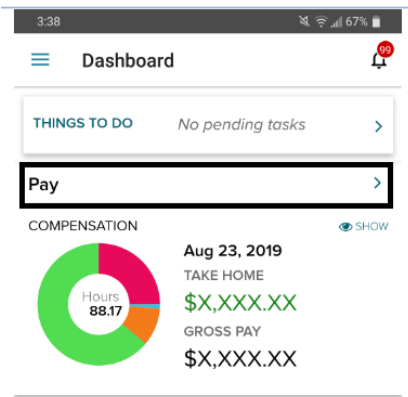 3:38 67%
Dashboard 99
THINGS TO DO No pending tasks
Pay
COMPENSATION SHOW
Aug 23, 2019
TAKE HOME
Hours
$X,XXX.XX
88.17
GROSS PAY
$X,XXX.XX